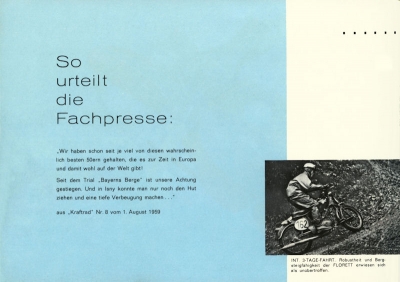 So
urteilt
die
Fachpresse:
„Wir haben schon seit je viel von diesen wahrschein-
lich besten 50ern gehalten, die es zur Zeit in Europa
und damit wohl auf der Welt gibt!
Seit dem Trial „Bayerns Berge" ist unsere Achtung
gestiegen. Und in Isny konnte man nur noch den Hut
ziehen und eine tiefe Verbeugung machen . . ."
aus „Kraftrad" Nr. 8 vom 1. August 1959
INT. 3-TAGE-FAHRT. Robustheit und Berg-
steigfähigkeit der FLORETT erwiesen sich
als unübertroffen.